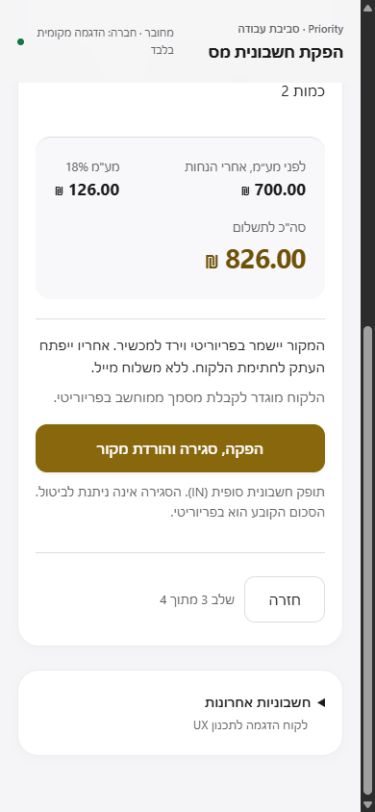 Priority · סביבת עבודה
הפקת חשבונית מס
מחובר · חברה: הדגמה מקומית
בלבד
כמות 2
לפני מע״מ, אחרי הנחות
700.00 ₪
מע"מ 18%
126.00 ₪
סה"כ לתשלום
826.00 ₪
המקור יישמר בפריוריטי וירד למכשיר. אחריו ייפתח
העתק לחתימת הלקוח. ללא משלוח מייל.
הלקוח מוגדר לקבלת מסמך ממוחשב בפריוריטי.
הפקה, סגירה והורדת מקור
תופק חשבונית סופית (IN). הסגירה אינה ניתנת לביטול.
הסכום הקובע הוא בפריוריטי.
חזרה
שלב 3 מתוך 4
חשבוניות אחרונות
לקוח הדגמה לתכנון UX